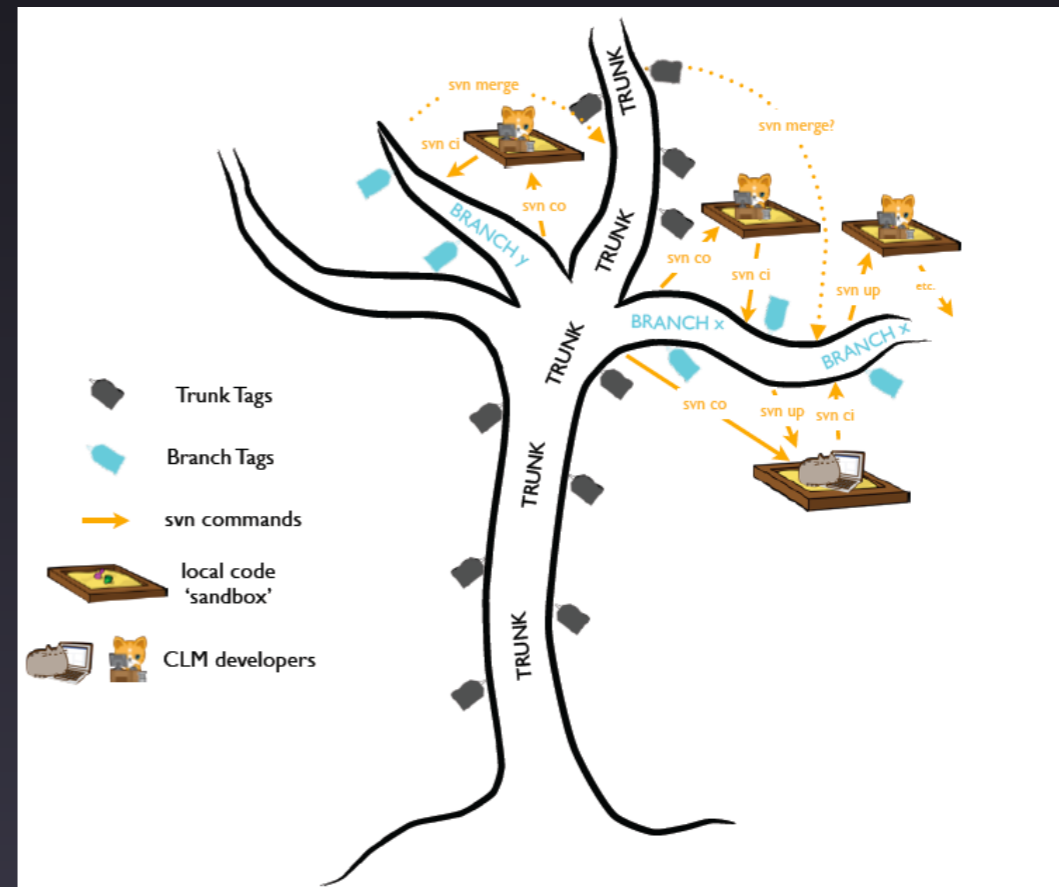 TRUNK
svn merge
svn merge?
svn ci
svn co
BRANCH y
TRUNK
svn co
svn ci
svn up
etc.
BRANCH x
BRANCH x
TRUNK
svn co
svn up
svn ci
Trunk Tags
Branch Tags
TRUNK
svn commands
local code
‘sandbox’
TRUNK
CLM developers